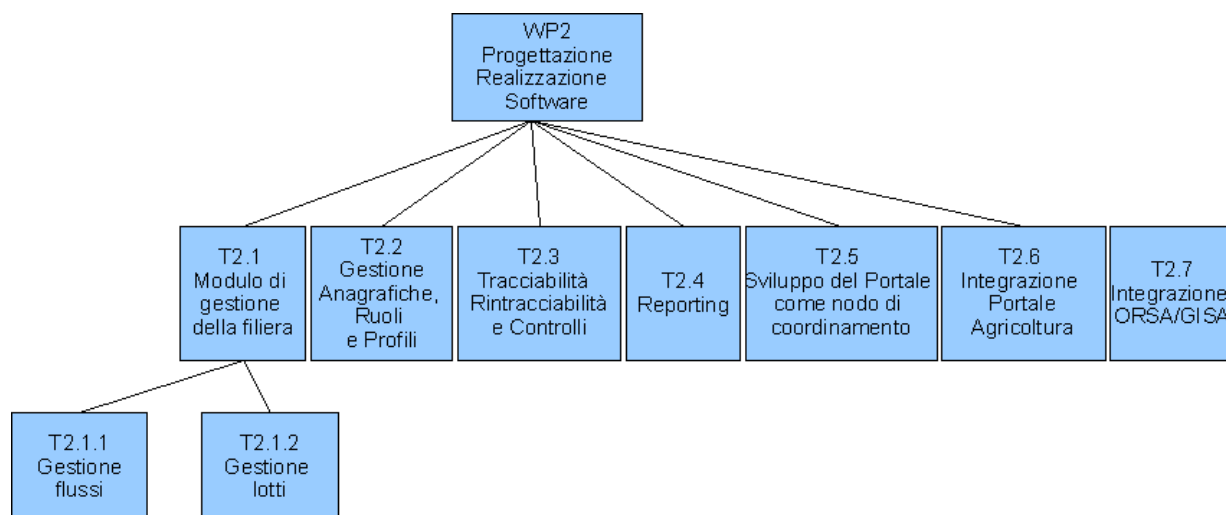 WP2
Progettazione
Realizzazione
Software
T2.1
Modulo di
gestione
della filiera
T2.2
Gestione
Anagrafiche,
Ruoli
e Profili
T2.3
Tracciabilità
Rintracciabilità
e Controlli
T2.4
Reporting
T2.5
Sviluppo del Portale
come nodo di
coordinamento
T2.6
Integrazione
Portale
Agricoltura
T2.7
Integrazione
ORSA/GISA
T2.1.1
Gestione
flussi
T2.1.2
Gestione
lotti